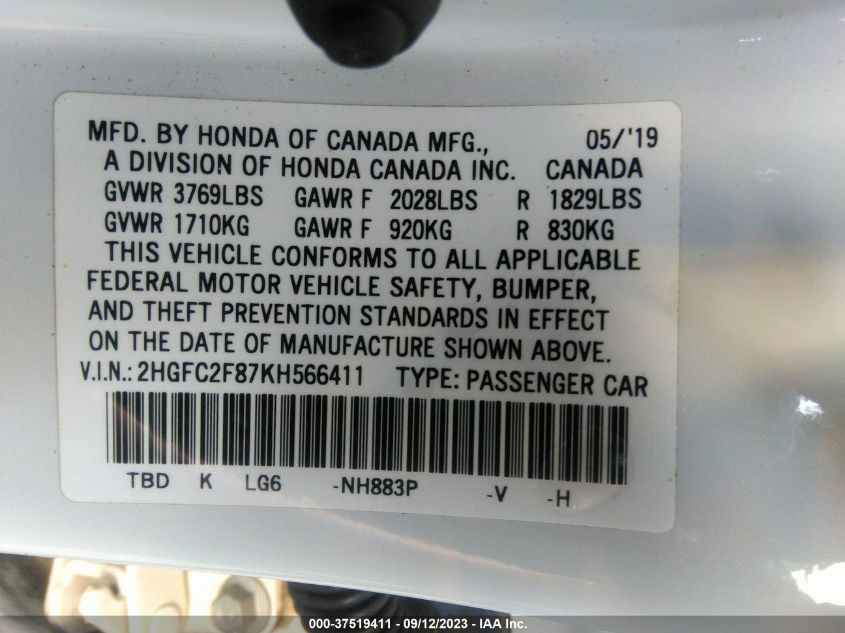 MFD. BY HONDA OF CANADA MFG., 05/'19
A DIVISION OF HONDA CANADA INC. CANADA
GVWR 3769LBS GAWR F 2028LBS R 1829LBS
GVWR 1710KG GAWR F 920KG R 830KG
THIS VEHICLE CONFORMS TO ALL APPLICABLE
FEDERAL MOTOR VEHICLE SAFETY, BUMPER,
AND THEFT PREVENTION STANDARDS IN EFFECT
ON THE DATE OF MANUFACTURE SHOWN ABOVE.
V.I.N.: 2HGFC2F87KH566411 TYPE: PASSENGER CAR
TBD K LG6 -NH883P -V -H
000-37519411 - 09/12/2023 - IAA Inc.